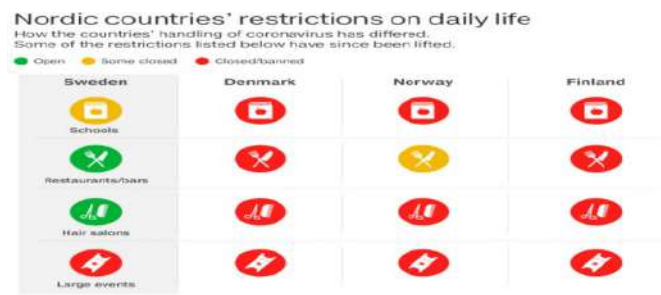 Nordic countries' restrictions on daily life
How the countries' handling of coronavirus has differed.
Some of the restrictions listed below have since been lifted.
Open Some closed Closed/banned
Sweden Denmark Norway Finland
Schools
Restaurants/bars
Hair salons
Large events